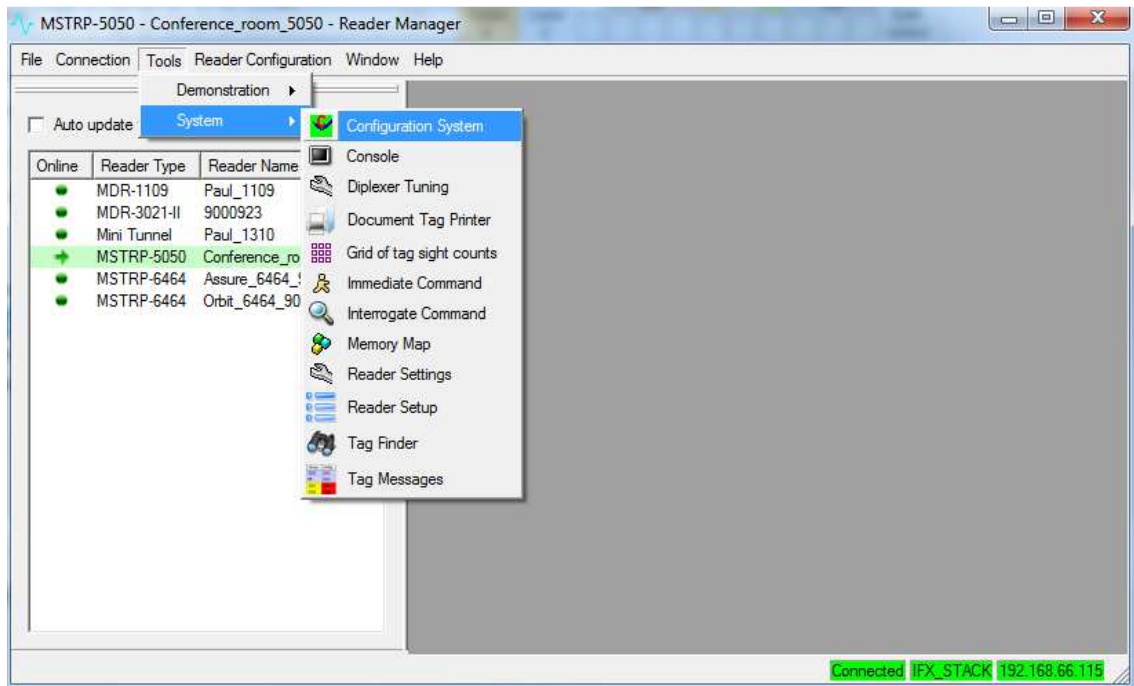 MSTRP-5050 - Conference_room_5050 - Reader Manager
File Connection Tools Reader Configuration Window Help
Demonstration
Auto update System
Configuration System
Console
Diplexer Tuning
Document Tag Printer
Grid of tag sight counts
Immediate Command
Interrogate Command
Memory Map
Reader Settings
Reader Setup
Tag Finder
Tag Messages
Online Reader Type Reader Name
MDR-1109 Paul_1109
MDR-3021-II 9000923
Mini Tunnel Paul_1310
MSTRP-5050 Conference_ro
MSTRP-6464 Assure_6464_
MSTRP-6464 Orbit_6464_90
Connected IFX_STACK 192.168.66.115